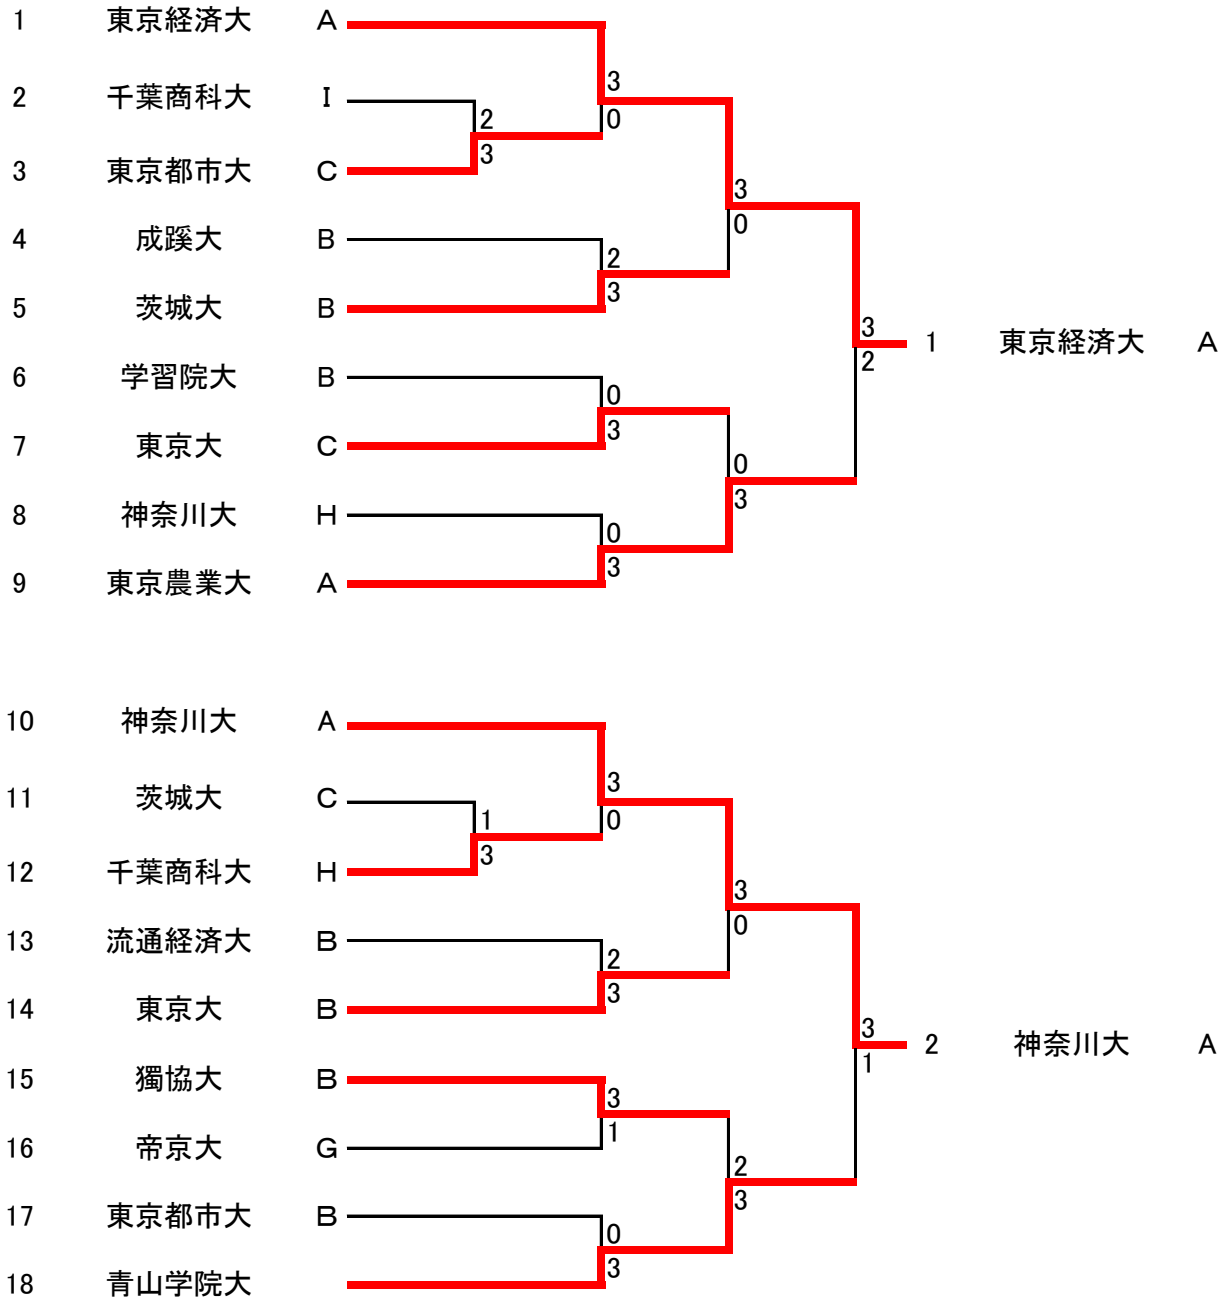 1 東京経済大 A
3
2 千葉商科大 I
0
2
3
3 東京都市大 C
3
0
4 成蹊大 B
2
3
5 茨城大 B
3
1 東京経済大 A
2
6 学習院大 B
0
3
7 東京大 C
0
3
8 神奈川大 H
0
3
9 東京農業大 A
10 神奈川大 A
3
11 茨城大 C
0
1
3
12 千葉商科大 H
3
0
13 流通経済大 B
2
3
14 東京大 B
3
2 神奈川大 A
1
15 獨協大 B
3
1
16 帝京大 G
2
3
17 東京都市大 B
0
3
18 青山学院大